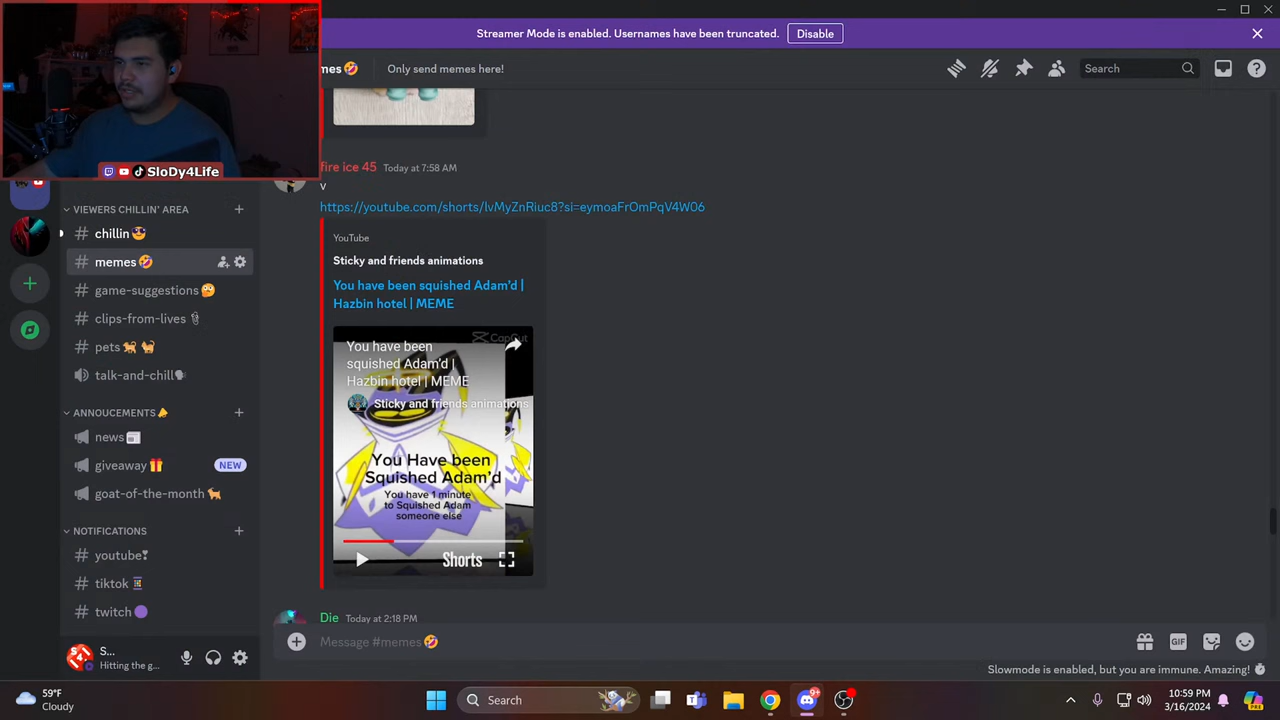 Streamer Mode is enabled. Usernames have been truncated.
Disable
mes🤣
Only send memes here!
Search
SloDy4Life
fire ice 45 Today at 7:58 AM
v
https://youtube.com/shorts/lvMyZnRiuc8?si=eymoaFrOmPqV4W06
YouTube
Sticky and friends animations
You have been squished Adam'd |
Hazbin hotel | MEME
CapCut
You have been
squished Adam'd |
Hazbin hotel | MEME
Sticky and friends animations
You Have been
Squished Adam'd
You have 1 minute
to Squished Adam
someone else
Shorts
Die Today at 2:18 PM
Message #memes🤣
Slowmode is enabled, but you are immune. Amazing!
VIEWERS CHILLIN' AREA
chillin😎
memes🤣
game-suggestions🤔
clips-from-lives📎
pets🐕🐈
talk-and-chill🗣
ANNOUCEMENTS🔔
news📰
giveaway🎁 NEW
goat-of-the-month🐐
NOTIFICATIONS
youtube❣
tiktok
twitch🟣
S...
Hitting the g...
59°F
Cloudy
Search
9+
10:59 PM
3/16/2024